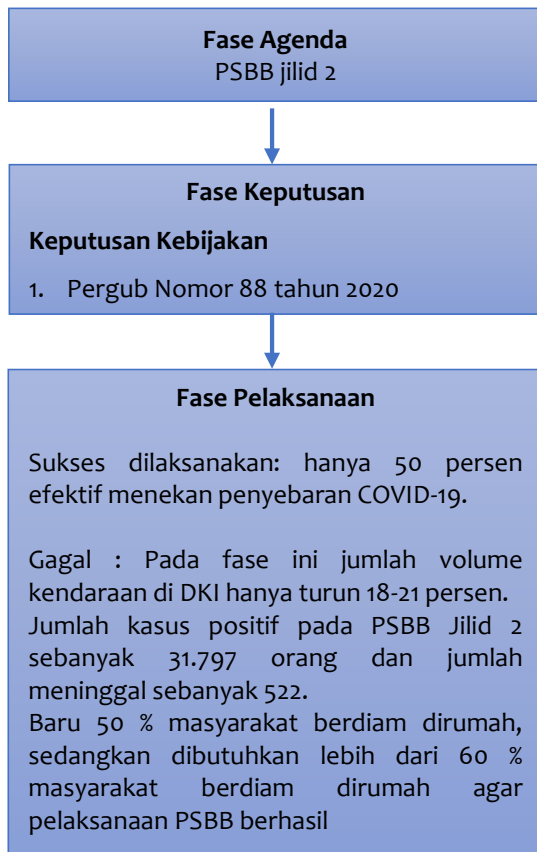 Fase Agenda
PSBB jilid 2
Fase Keputusan
Keputusan Kebijakan
1. Pergub Nomor 88 tahun 2020
Fase Pelaksanaan
Sukses dilaksanakan: hanya 50 persen
efektif menekan penyebaran COVID-19.
Gagal : Pada fase ini jumlah volume
kendaraan di DKI hanya turun 18-21 persen.
Jumlah kasus positif pada PSBB Jilid 2
sebanyak 31.797 orang dan jumlah
meninggal sebanyak 522.
Baru 50 % masyarakat berdiam dirumah,
sedangkan dibutuhkan lebih dari 60 %
masyarakat berdiam dirumah agar
pelaksanaan PSBB berhasil